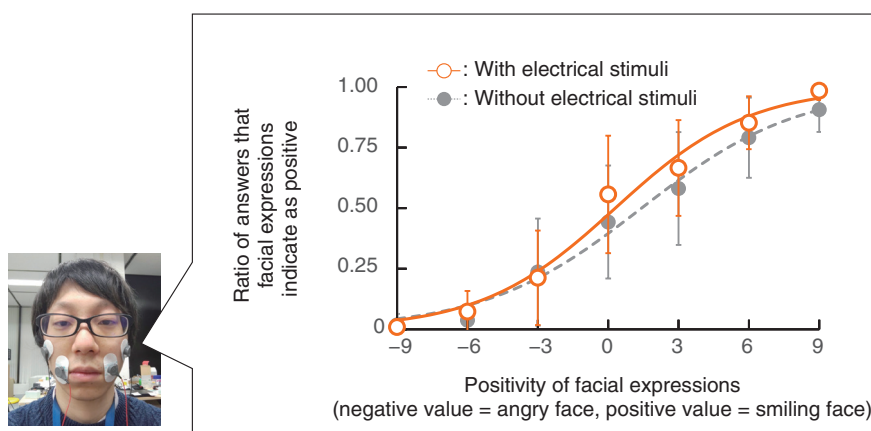 : With electrical stimuli
: Without electrical stimuli
Ratio of answers that
facial expressions
indicate as positive
1.00
0.75
0.50
0.25
0
−9
−6
−3
0
3
6
9
Positivity of facial expressions
(negative value = angry face, positive value = smiling face)